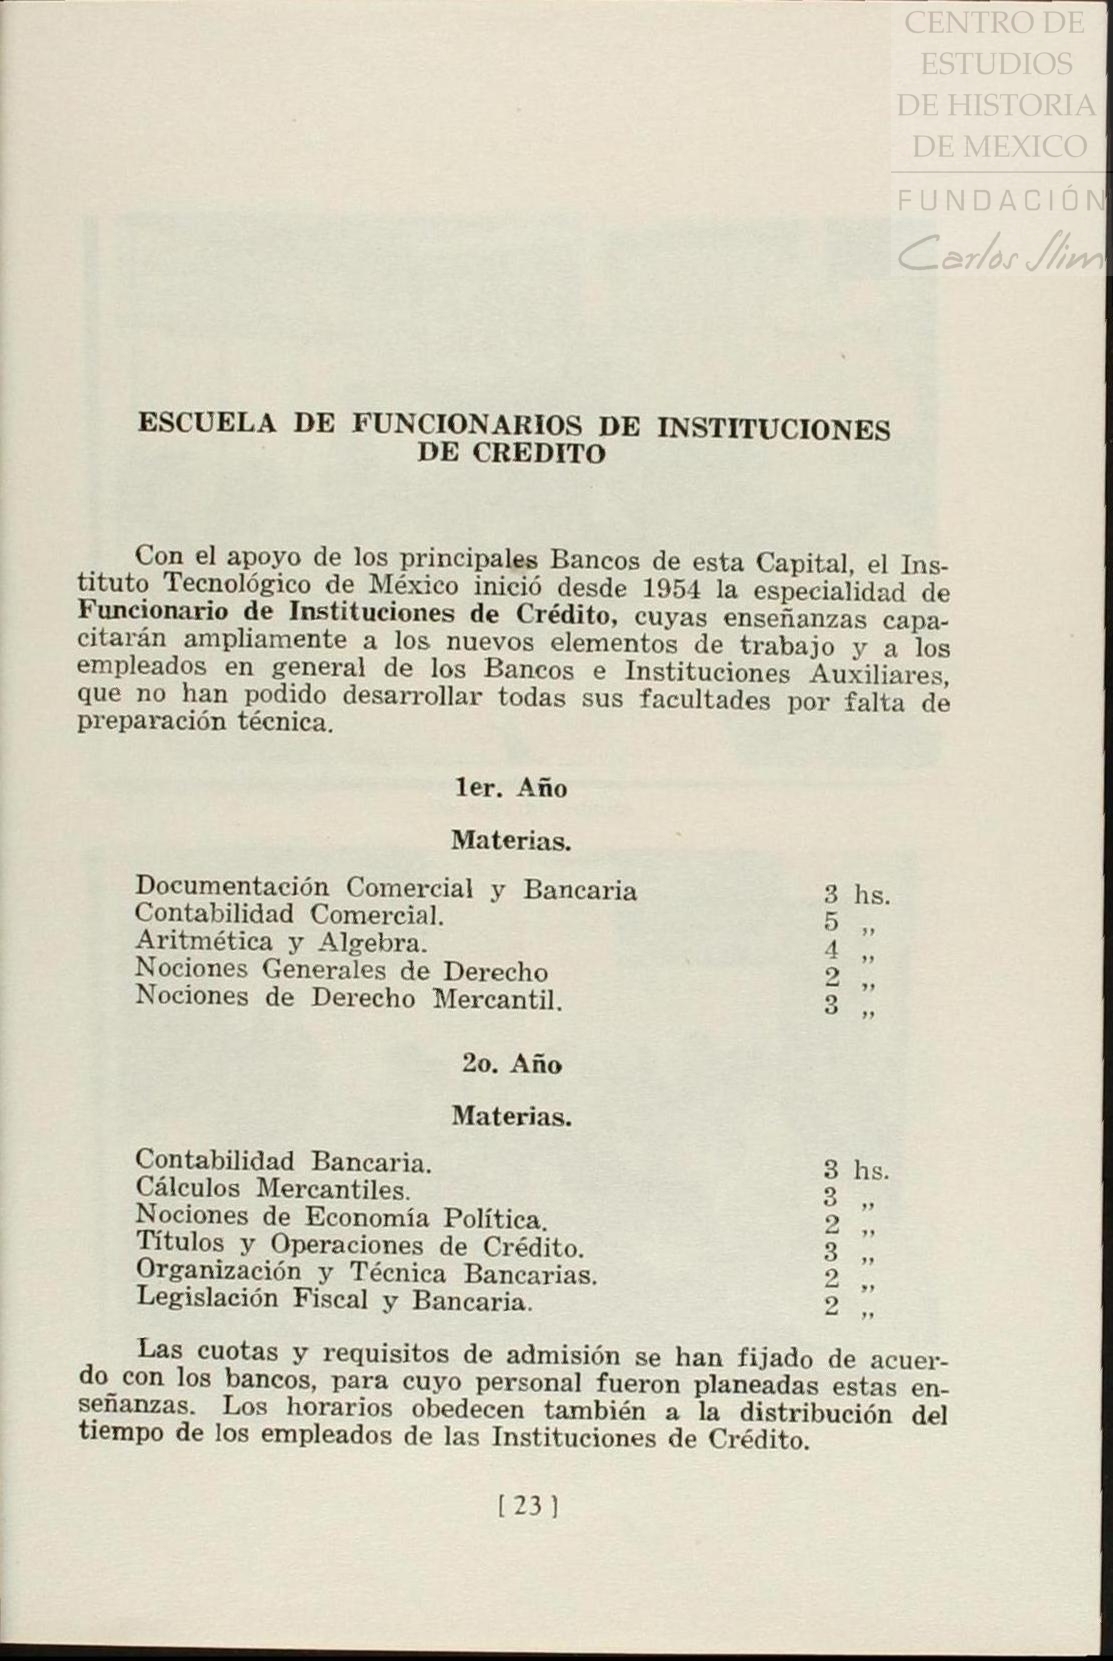 CENTRO DE
ESTUDIOS
DE HISTORIA
DE MEXICO
FUNDACIÓN
Carlos Slim
ESCUELA DE FUNCIONARIOS DE INSTITUCIONES
DE CREDITO
Con el apoyo de los principales Bancos de esta Capital, el Ins-
tituto Tecnológico de México inició desde 1954 la especialidad de
Funcionario de Instituciones de Crédito, cuyas enseñanzas capa-
citarán ampliamente a los nuevos elementos de trabajo y a los
empleados en general de los Bancos e Instituciones Auxiliares,
que no han podido desarrollar todas sus facultades por falta de
preparación técnica.
1er. Año
Materias.
Documentación Comercial y Bancaria 3 hs.
Contabilidad Comercial. 5 „
Aritmética y Algebra. 4 „
Nociones Generales de Derecho 2 „
Nociones de Derecho Mercantil. 3 „
2o. Año
Materias.
Contabilidad Bancaria. 3 hs.
Cálculos Mercantiles. 3 „
Nociones de Economía Política. 2 „
Títulos y Operaciones de Crédito. 3 „
Organización y Técnica Bancarias. 2 „
Legislación Fiscal y Bancaria. 2 „
Las cuotas y requisitos de admisión se han fijado de acuer-
do con los bancos, para cuyo personal fueron planeadas estas en-
señanzas. Los horarios obedecen también a la distribución del
tiempo de los empleados de las Instituciones de Crédito.
[ 23 ]